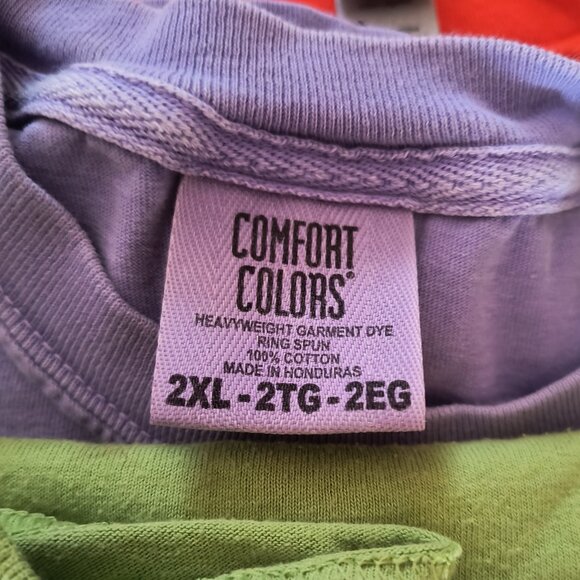 COMFORT
COLORS®
HEAVYWEIGHT GARMENT DYE
RING SPUN
100% COTTON
MADE IN HONDURAS
2XL - 2TG - 2EG